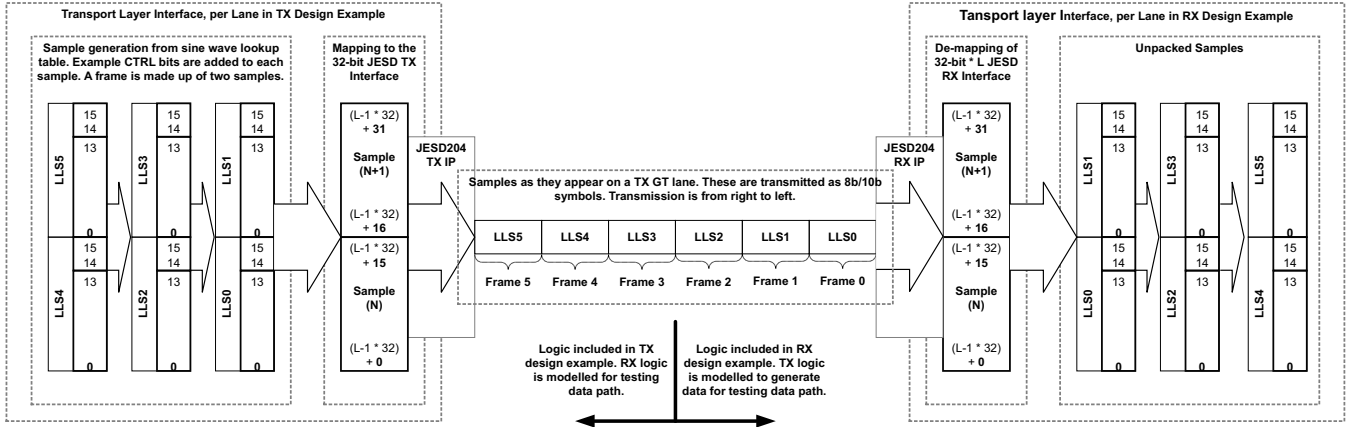 Transport Layer Interface, per Lane in TX Design Example
Sample generation from sine wave lookup
table. Example CTRL bits are added to each
sample. A frame is made up of two samples.
LLS5
15
14
13
0
LLS3
15
14
13
0
LLS1
15
14
13
0
LLS4
15
14
13
0
LLS2
15
14
13
0
LLS0
15
14
13
0
Mapping to the
32-bit JESD TX
Interface
(L-1 * 32)
+ 31
Sample
(N+1)
(L-1 * 32)
+ 16
(L-1 * 32)
+ 15
Sample
(N)
(L-1 * 32)
+ 0
JESD204
TX IP
Samples as they appear on a TX GT lane. These are transmitted as 8b/10b
symbols. Transmission is from right to left.
LLS5 LLS4 LLS3 LLS2 LLS1 LLS0
Frame 5 Frame 4 Frame 3 Frame 2 Frame 1 Frame 0
Logic included in TX
design example. RX logic
is modelled for testing
data path.
Logic included in RX
design example. TX logic
is modelled to generate
data for testing data path.
JESD204
RX IP
Tansport layer Interface, per Lane in RX Design Example
De-mapping of
32-bit * L JESD
RX Interface
(L-1 * 32)
+ 31
Sample
(N+1)
(L-1 * 32)
+ 16
(L-1 * 32)
+ 15
Sample
(N)
(L-1 * 32)
+ 0
Unpacked Samples
LLS1
15
14
13
0
LLS3
15
14
13
0
LLS5
15
14
13
0
LLS0
15
14
13
0
LLS2
15
14
13
0
LLS4
15
14
13
0